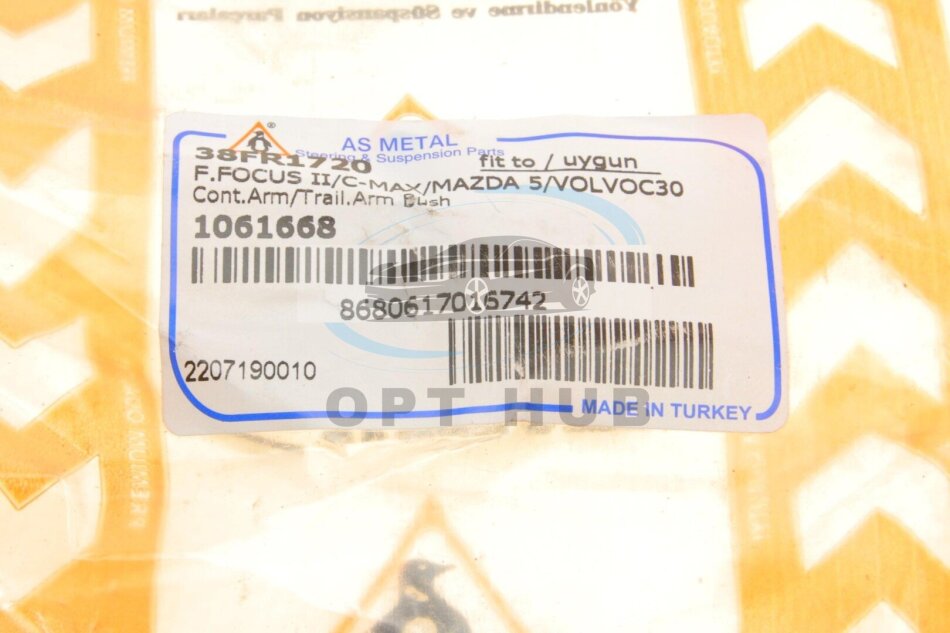 Yönlendirme ve Süspansiyon Parçaları
AS METAL
Steering & Suspension Parts
38FR1720
fit to / uygun
F.FOCUS II/C-MAX/MAZDA 5/VOLVOC30
Cont.Arm/Trail.Arm Bush
1061668
8680617016742
2207190010
OPT HUB
MADE iN TURKEY